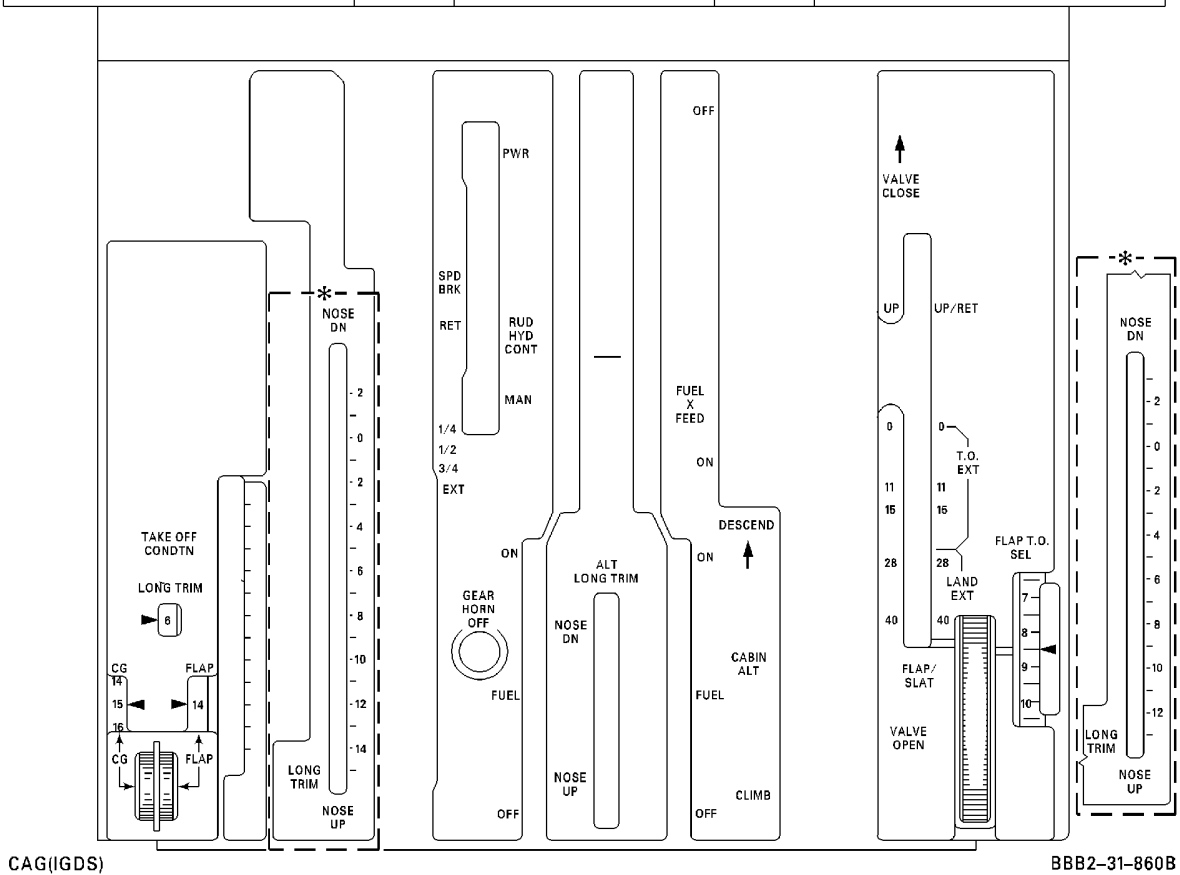 OFF
PWR
VALVE
CLOSE
SPD
BRK
RET
RUD
HYD
CONT
MAN
1/4
1/2
3/4
EXT
*
NOSE
DN
2
0
2
4
6
8
10
12
14
LONG
TRIM
NOSE
UP
TAKE OFF
CONDTN
LONG TRIM
6
CG
FLAP
14
15
16
14
CG
FLAP
ON
GEAR
HORN
OFF
FUEL
OFF
ALT
LONG TRIM
NOSE
DN
NOSE
UP
FUEL
X
FEED
ON
DESCEND
ON
CABIN
ALT
FUEL
CLIMB
OFF
UP
UP/RET
0
0
T.O.
EXT
11
11
15
15
28
28
LAND
EXT
40
40
FLAP/
SLAT
VALVE
OPEN
FLAP T.O.
SEL
7
8
9
10
*
NOSE
DN
2
0
2
4
6
8
10
12
LONG
TRIM
NOSE
UP
CAG(IGDS)
BBB2-31-860B